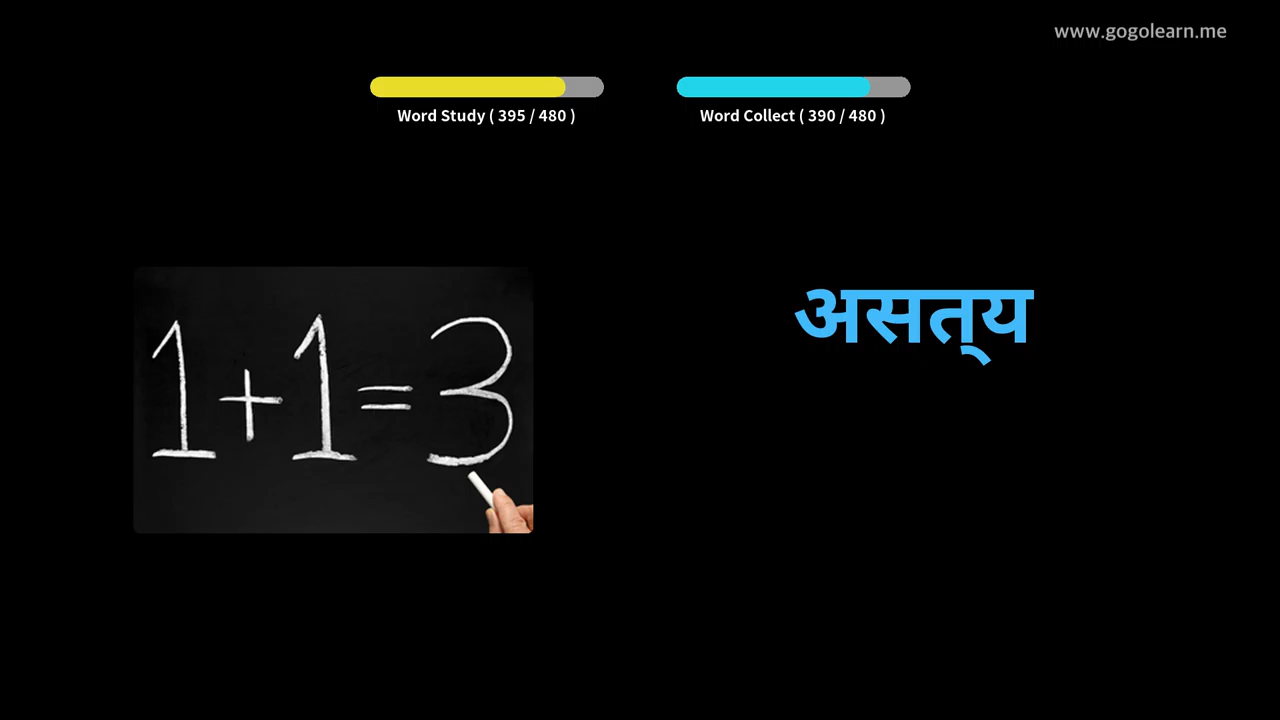 www.gogolearn.me
Word Study ( 395 / 480 )
Word Collect ( 390 / 480 )
असत्‌य
1+1=3